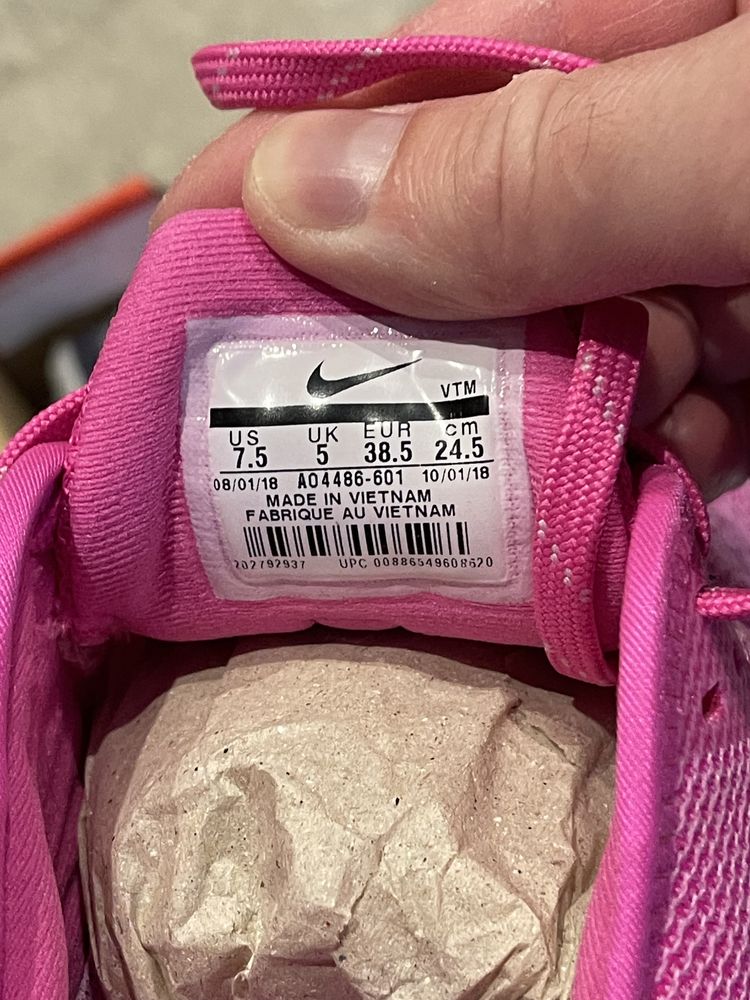 VTM
US UK EUR cm
7.5 5 38.5 24.5
08/01/18 AO4486-601 10/01/18
MADE IN VIETNAM
FABRIQUE AU VIETNAM
202792937 UPC 00886549608620